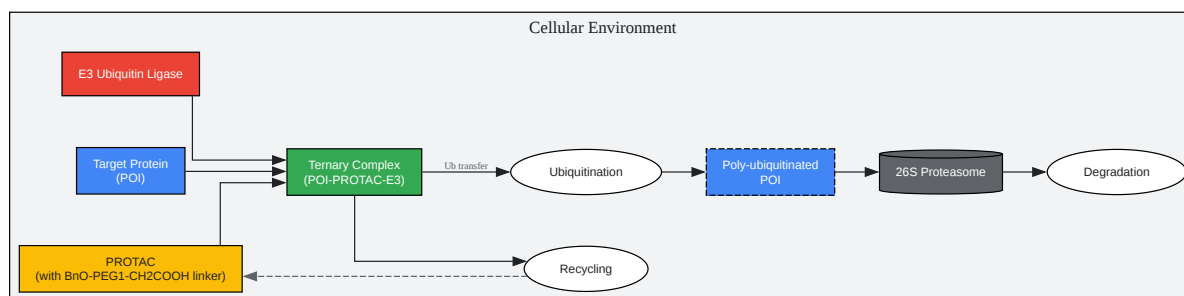 Cellular Environment
E3 Ubiquitin Ligase
Target Protein
(POI)
Ternary Complex
(POI-PROTAC-E3)
Ub transfer
Ubiquitination
Poly-ubiquitinated
POI
26S Proteasome
Degradation
PROTAC
(with BnO-PEG1-CH2COOH linker)
Recycling